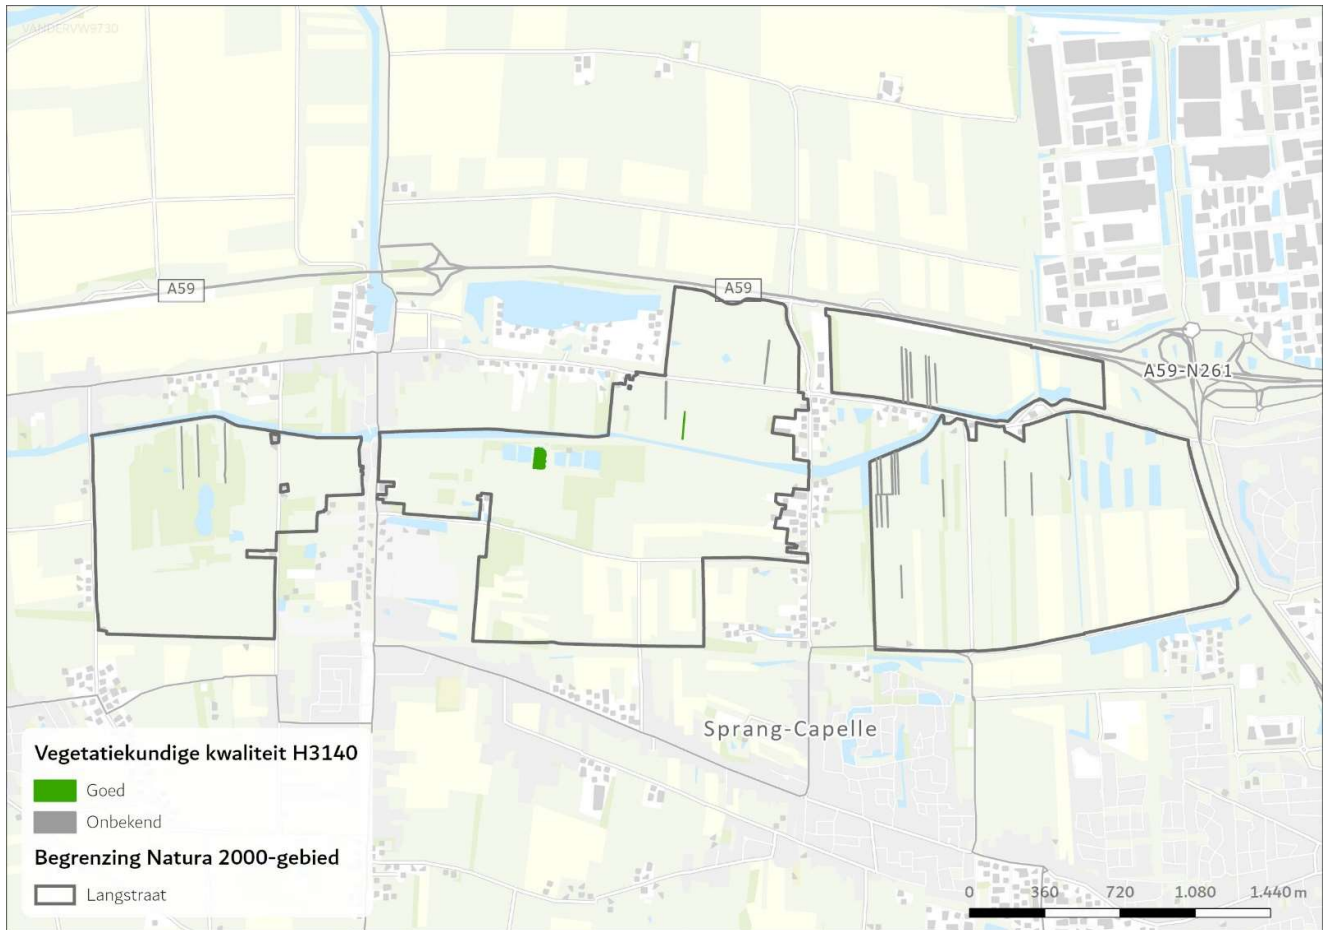 VANDERVW9730
A59
A59
A59-N261
Sprang-Capelle
Vegetatiekundige kwaliteit H3140
Goed
Onbekend
Begrenzing Natura 2000-gebied
Langstraat
0 360 720 1.080 1.440 m